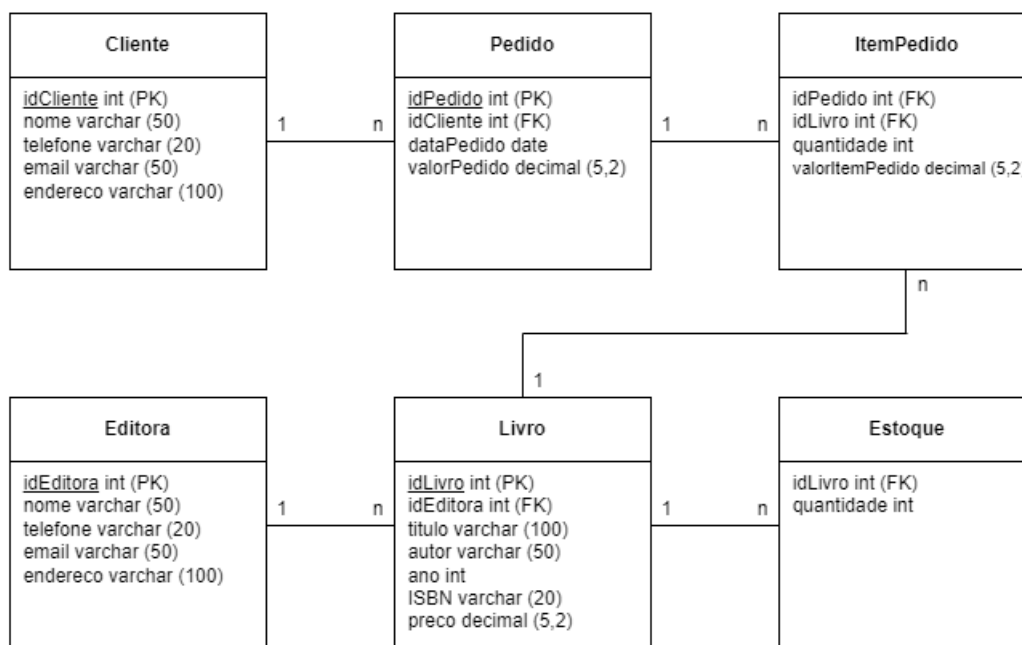 Cliente
idCliente int (PK)
nome varchar (50)
telefone varchar (20)
email varchar (50)
endereco varchar (100)
1
n
Pedido
idPedido int (PK)
idCliente int (FK)
dataPedido date
valorPedido decimal (5,2)
1
n
ItemPedido
idPedido int (FK)
idLivro int (FK)
quantidade int
valorItemPedido decimal (5,2
n
1
Editora
idEditora int (PK)
nome varchar (50)
telefone varchar (20)
email varchar (50)
endereco varchar (100)
1
n
Livro
idLivro int (PK)
idEditora int (FK)
titulo varchar (100)
autor varchar (50)
ano int
ISBN varchar (20)
preco decimal (5,2)
1
n
Estoque
idLivro int (FK)
quantidade int